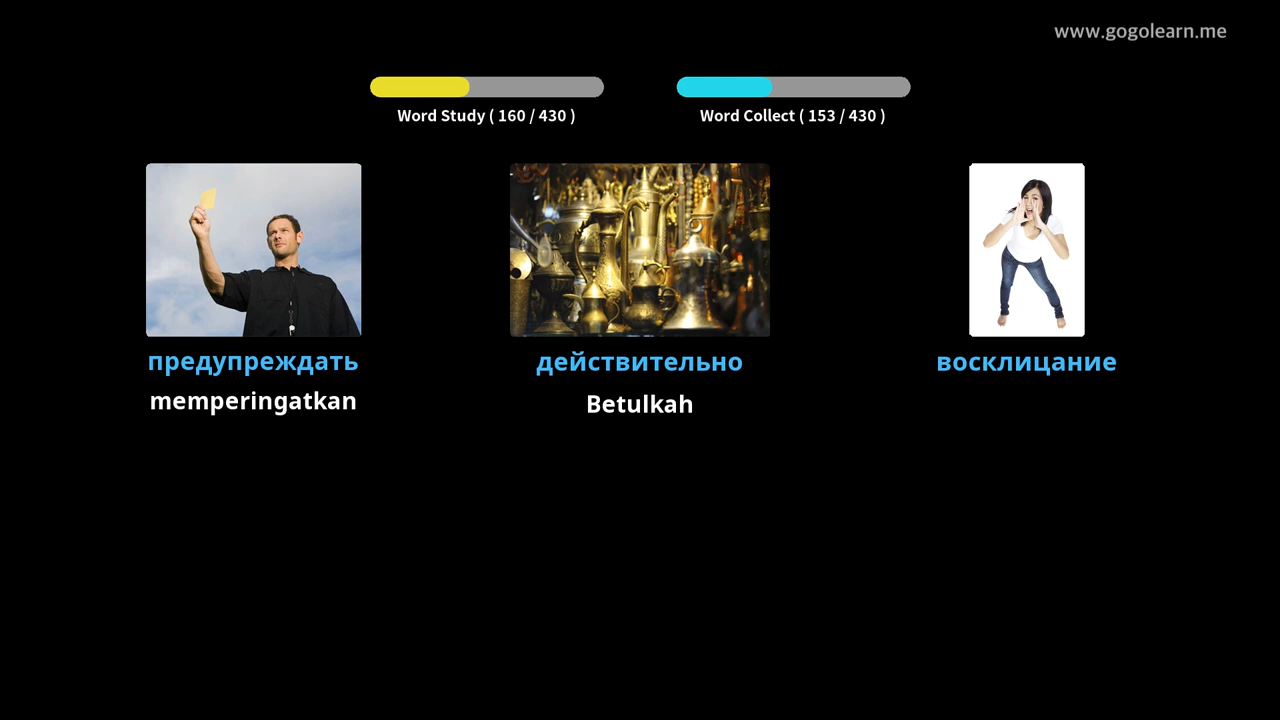 www.gogolearn.me
Word Study ( 160 / 430 )
Word Collect ( 153 / 430 )
предупреждать
действительно
восклицание
memperingatkan
Betulkah